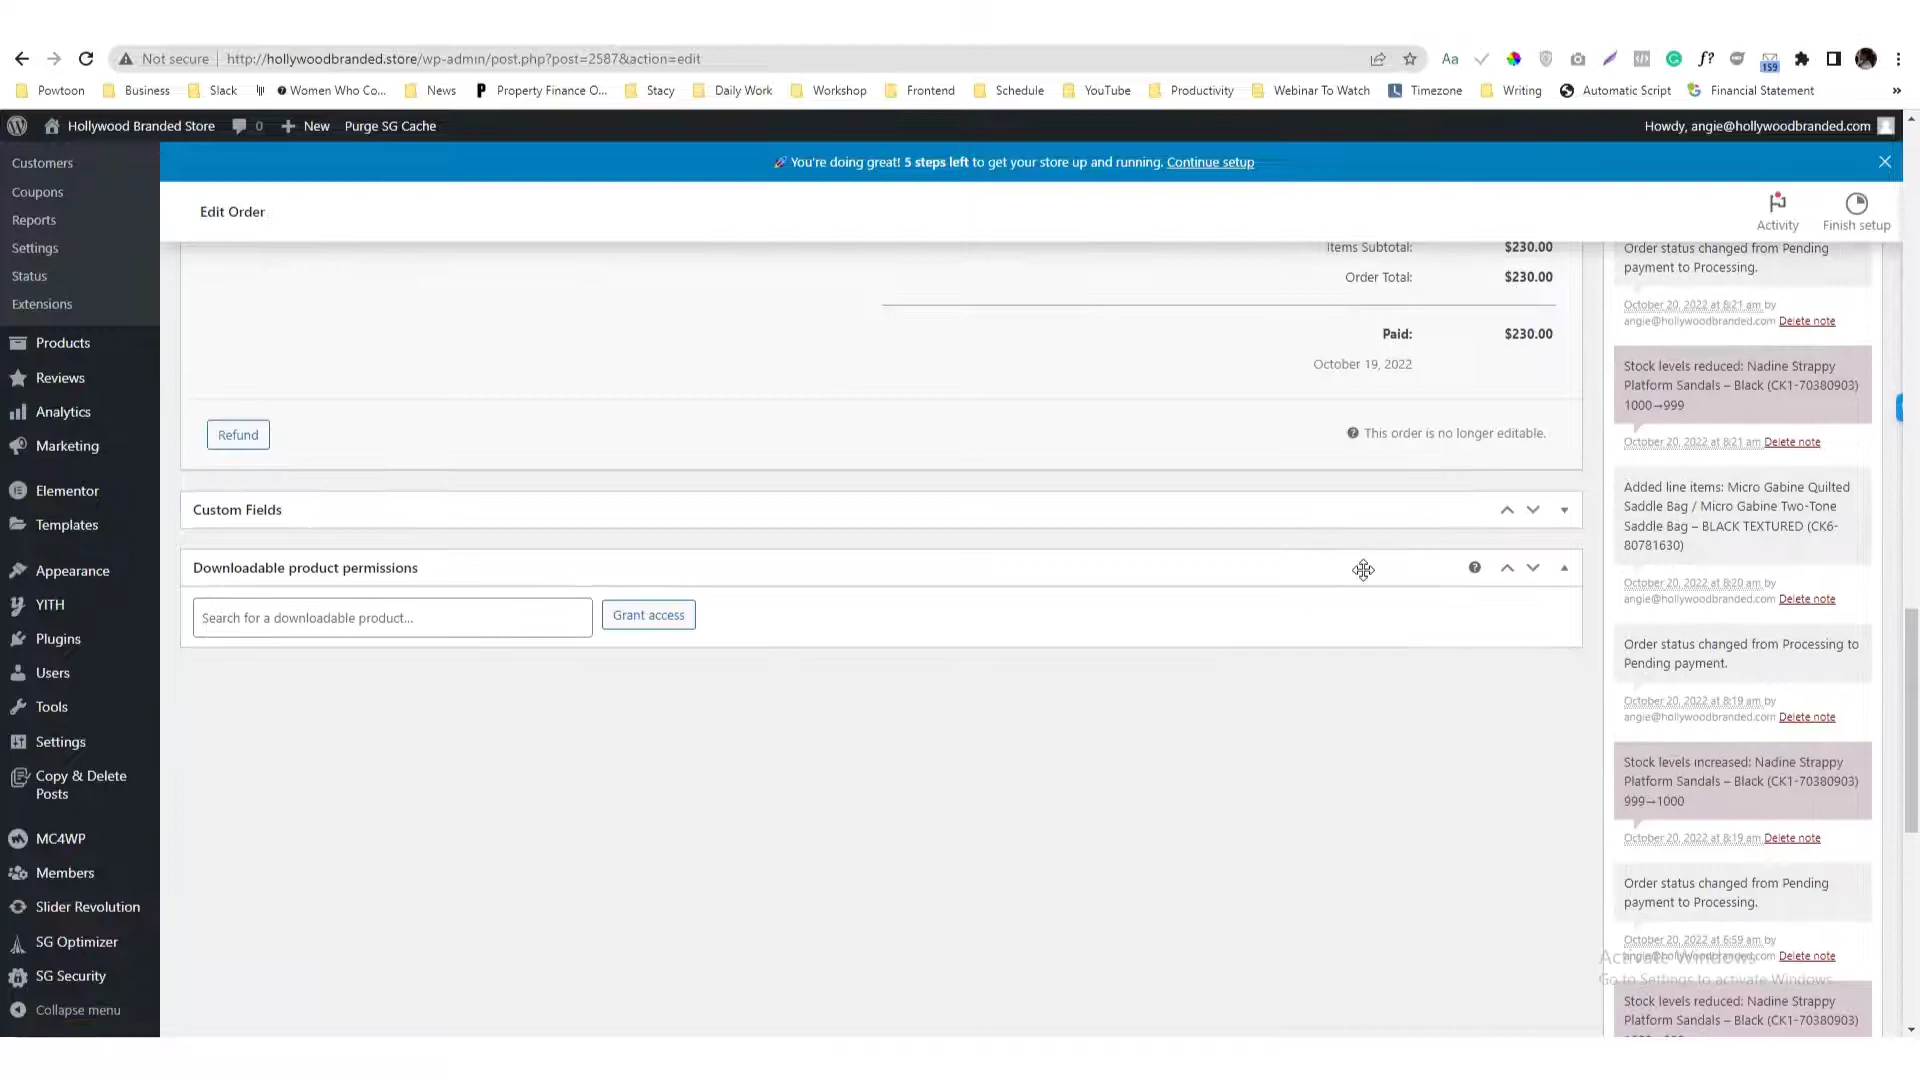 Not secure
http://hollywoodbranded.store/wp-admin/post.php?post=2587&action=edit
Aa
f?
159
Powtoon
Business
Slack
Women Who Co...
News
Property Finance O...
Stacy
Daily Work
Workshop
Frontend
Schedule
YouTube
Productivity
Webinar To Watch
Timezone
Writing
Automatic Script
Financial Statement
»
Hollywood Branded Store
0
New
Purge SG Cache
Howdy, angie@hollywoodbranded.com
You're doing great! 5 steps left to get your store up and running. Continue setup
Customers
Coupons
Reports
Settings
Status
Extensions
Products
Reviews
Analytics
Marketing
Elementor
Templates
Appearance
YITH
Plugins
Users
Tools
Settings
Copy & Delete
Posts
MC4WP
Members
Slider Revolution
SG Optimizer
SG Security
Collapse menu
Edit Order
Activity
Finish setup
Items Subtotal: $230.00
Order Total: $230.00
Paid: $230.00
October 19, 2022
Refund
This order is no longer editable.
Custom Fields
Downloadable product permissions
Search for a downloadable product...
Grant access
Order status changed from Pending
payment to Processing.
October 20, 2022 at 8:21 am by
angie@hollywoodbranded.com Delete note
Stock levels reduced: Nadine Strappy
Platform Sandals – Black (CK1-70380903)
1000→999
October 20, 2022 at 8:21 am Delete note
Added line items: Micro Gabine Quilted
Saddle Bag / Micro Gabine Two-Tone
Saddle Bag – BLACK TEXTURED (CK6-
80781630)
October 20, 2022 at 8:20 am by
angie@hollywoodbranded.com Delete note
Order status changed from Processing to
Pending payment.
October 20, 2022 at 8:19 am by
angie@hollywoodbranded.com Delete note
Stock levels increased: Nadine Strappy
Platform Sandals – Black (CK1-70380903)
999→1000
October 20, 2022 at 8:19 am Delete note
Order status changed from Pending
payment to Processing.
October 20, 2022 at 6:59 am by
angie@hollywoodbranded.com Delete note
Activate Windows
Go to Settings to activate Windows.
Stock levels reduced: Nadine Strappy
Platform Sandals – Black (CK1-70380903)